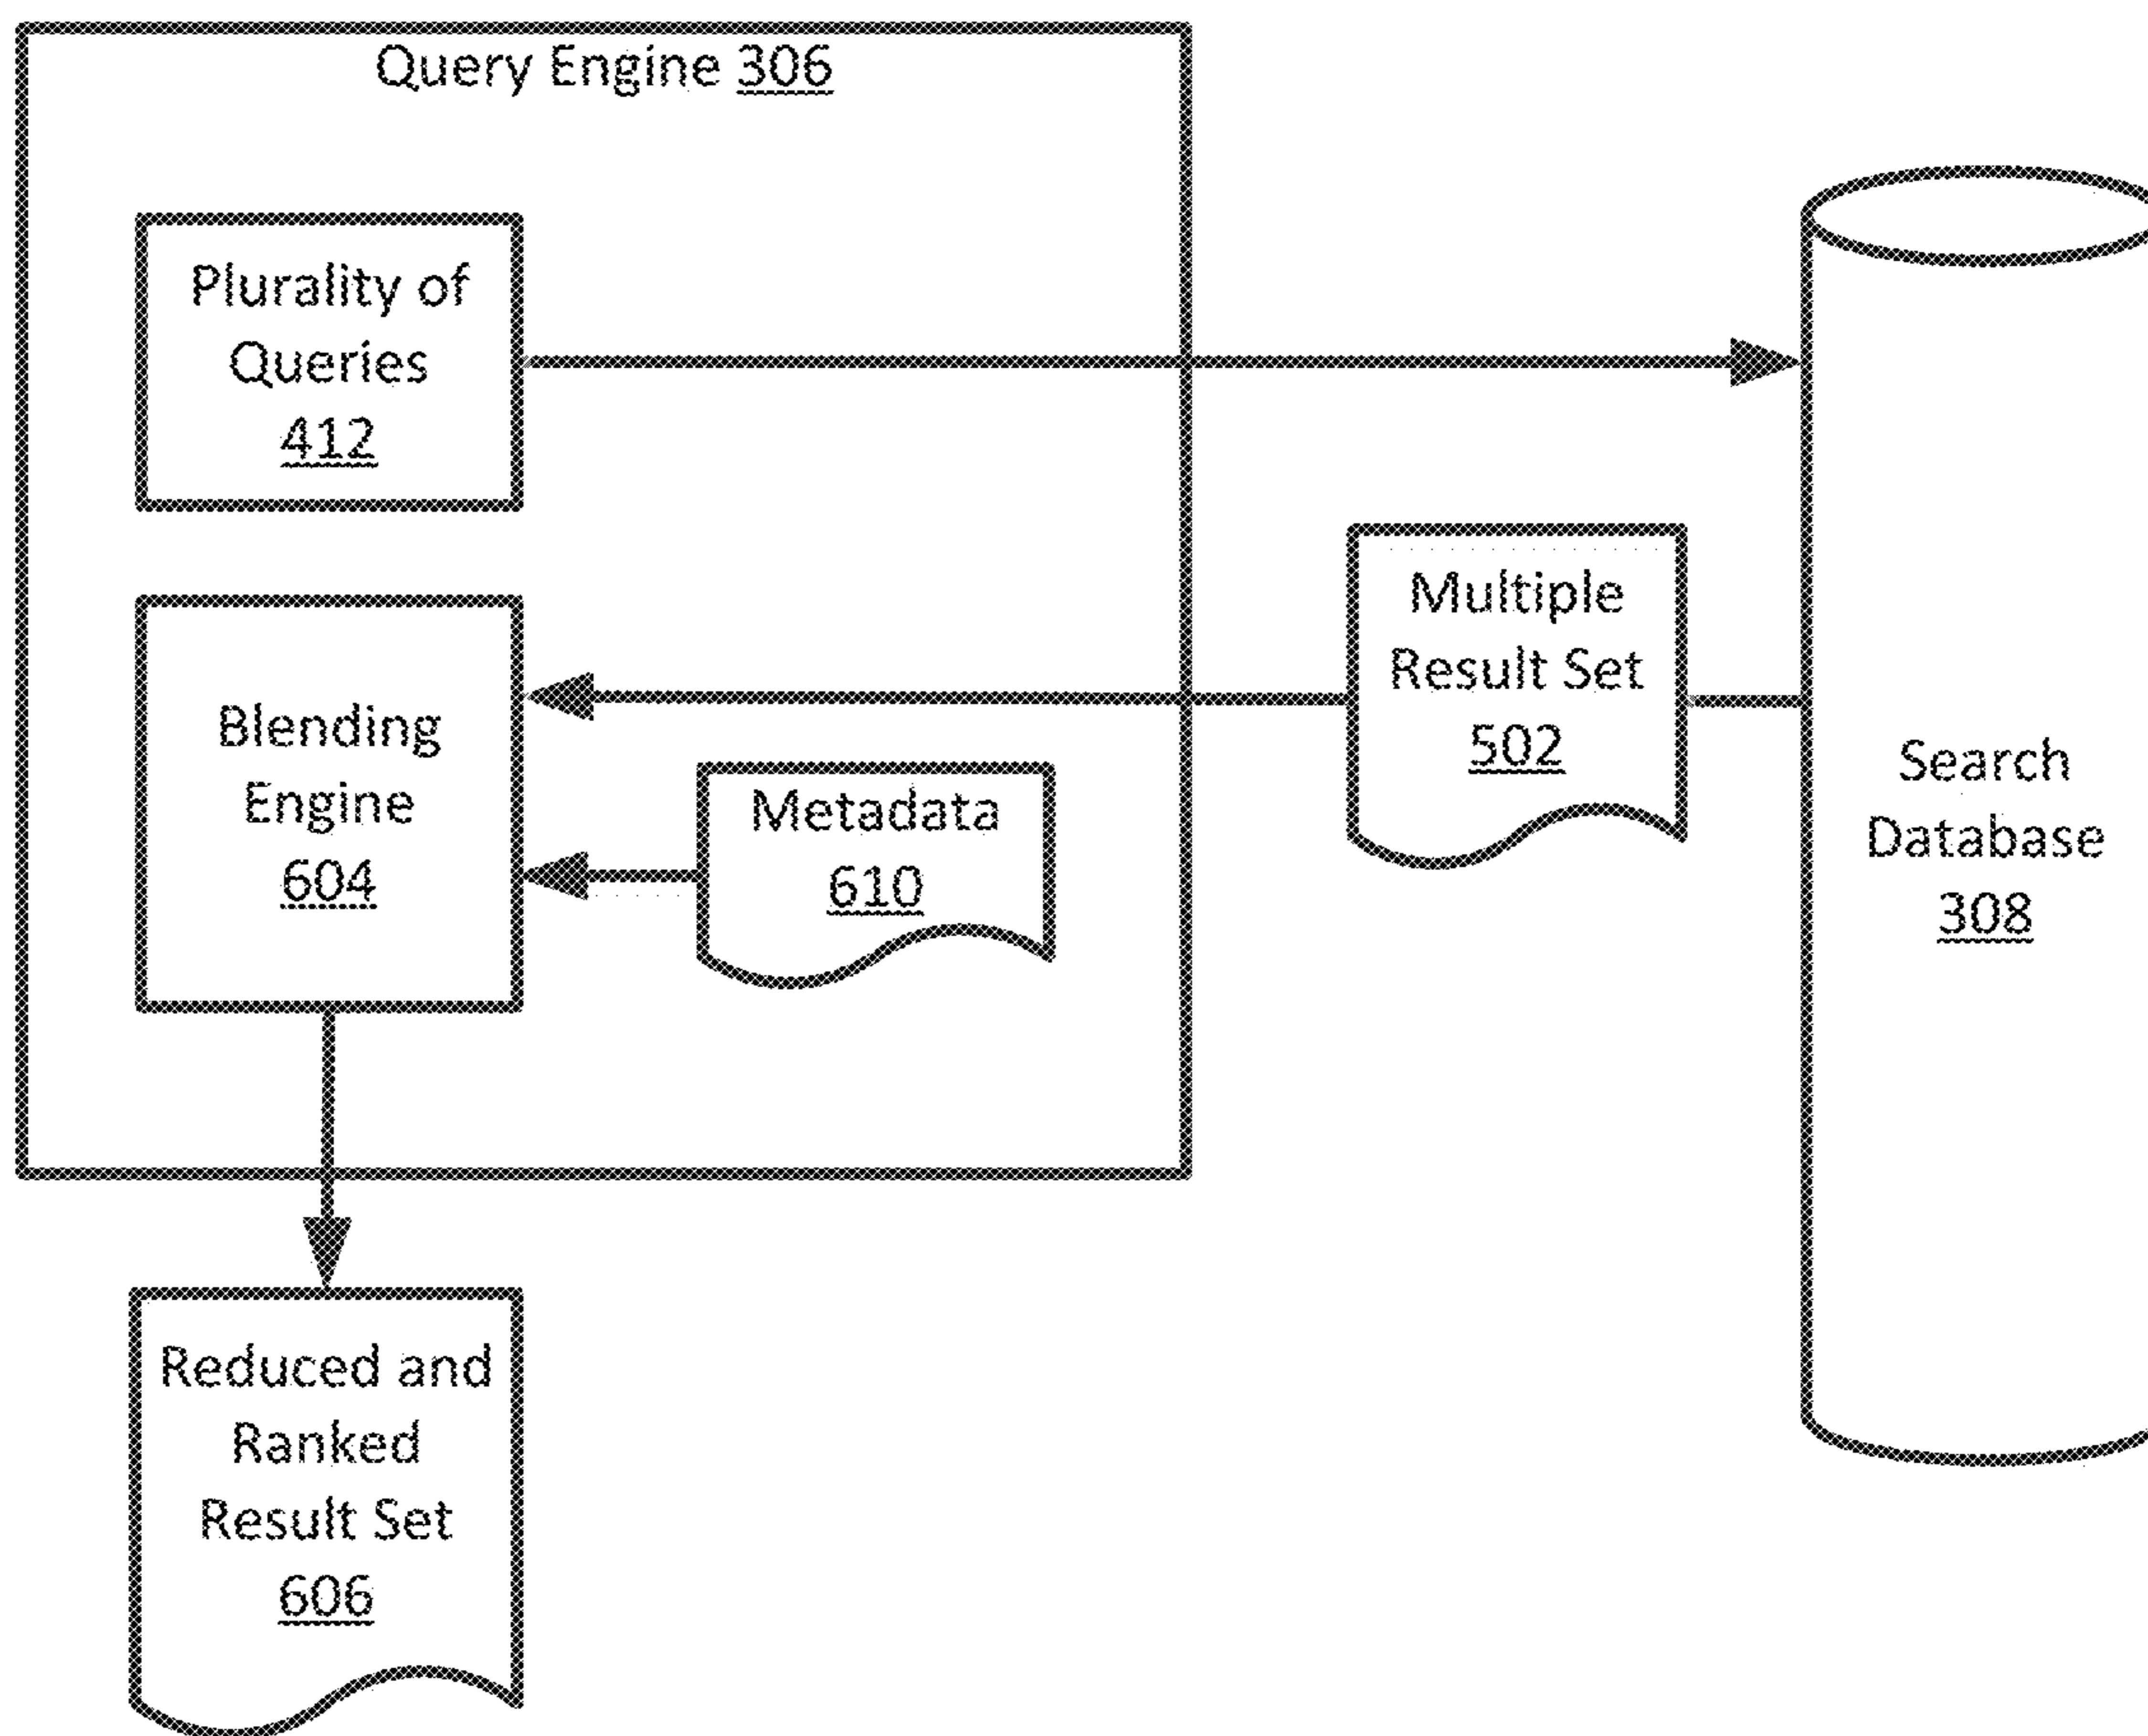 Query Engine 306
Plurality of
Queries
412
Multiple
Result Set
502
Blending
Engine
604
Metadata
610
Search
Database
308
Reduced and
Ranked
Result Set
606